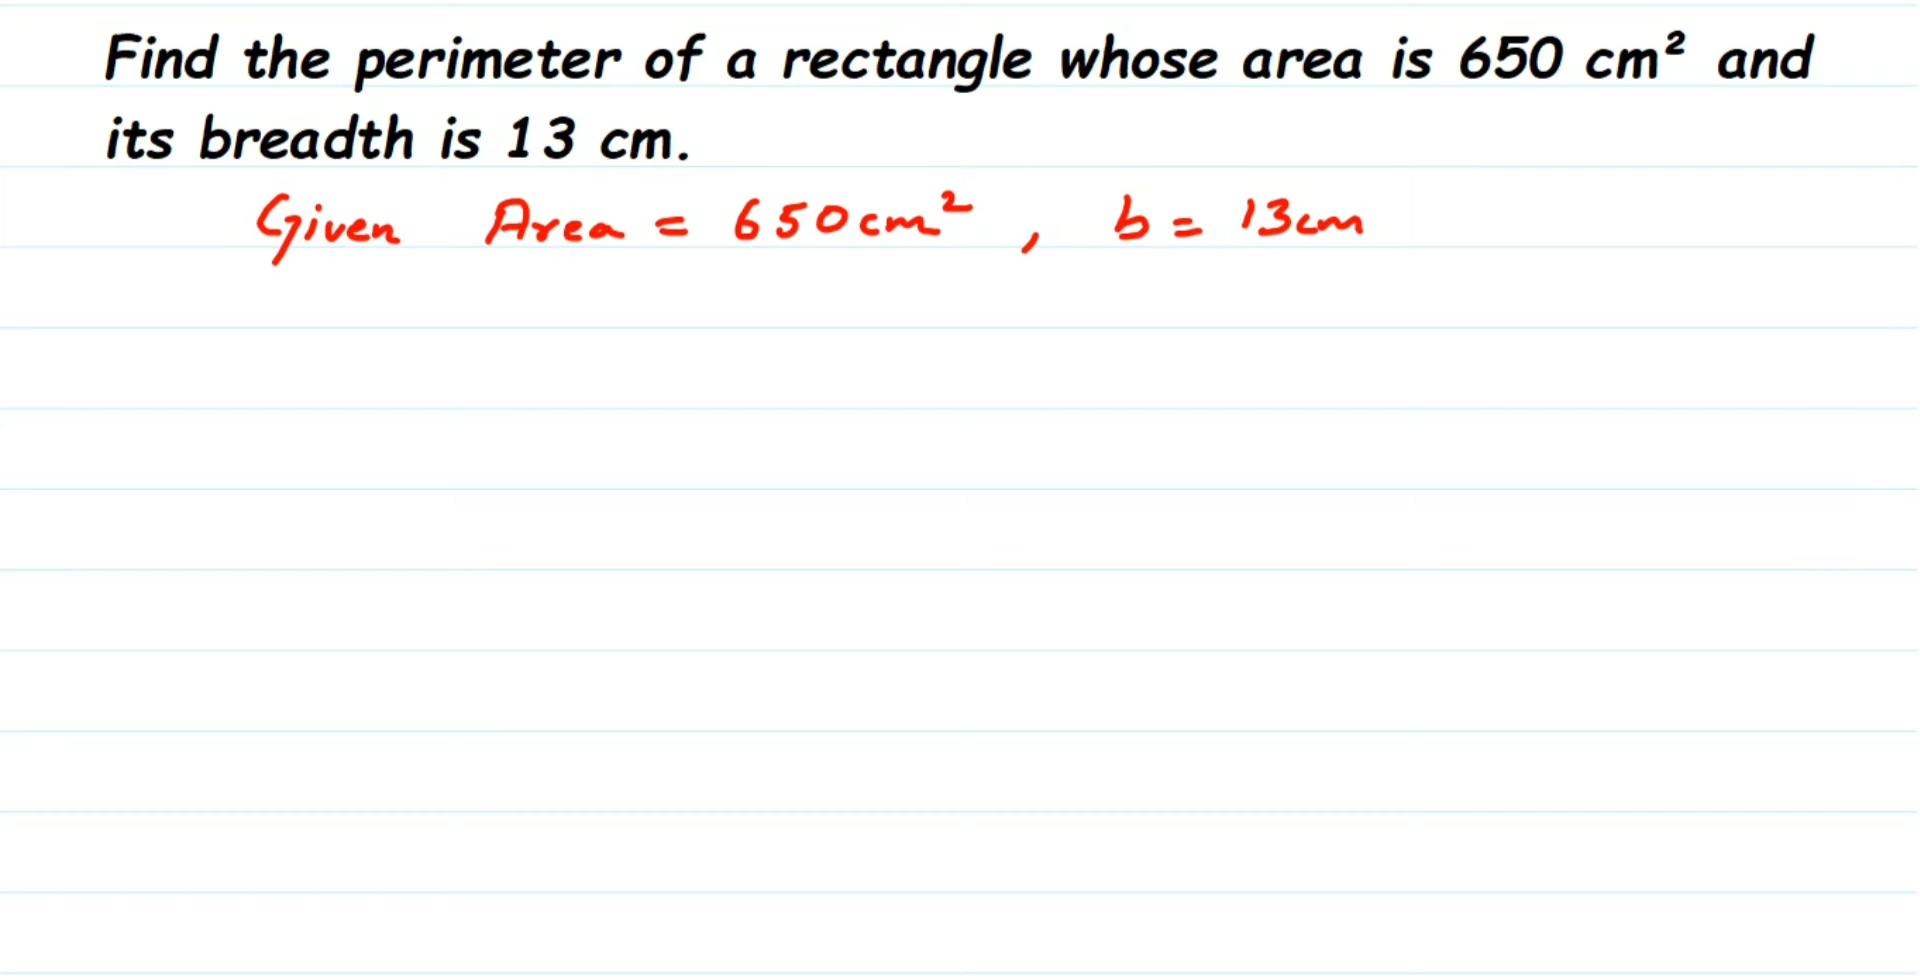 Find the perimeter of a rectangle whose area is 650 cm² and
its breadth is 13 cm.
Given Area = 650cm² , b = 13cm